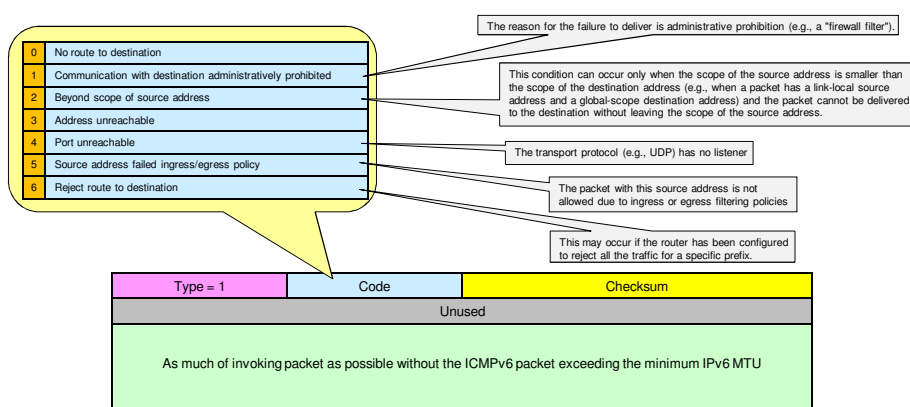 The reason for the failure to deliver is administrative prohibition (e.g., a "firewall filter").
0 No route to destination
1 Communication with destination administratively prohibited
2 Beyond scope of source address
3 Address unreachable
4 Port unreachable
5 Source address failed ingress/egress policy
6 Reject route to destination
This condition can occur only when the scope of the source address is smaller than
the scope of the destination address (e.g., when a packet has a link-local source
address and a global-scope destination address) and the packet cannot be delivered
to the destination without leaving the scope of the source address.
The transport protocol (e.g., UDP) has no listener
The packet with this source address is not
allowed due to ingress or egress filtering policies
This may occur if the router has been configured
to reject all the traffic for a specific prefix.
Type = 1 Code Checksum
Unused
As much of invoking packet as possible without the ICMPv6 packet exceeding the minimum IPv6 MTU